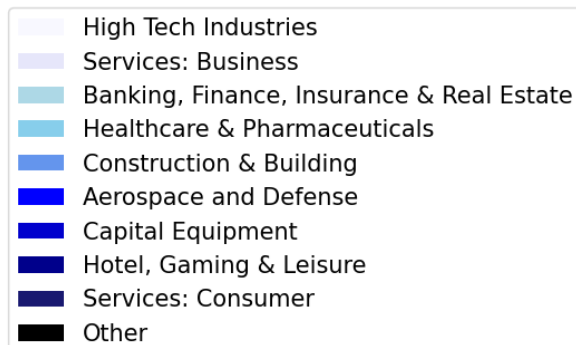 High Tech Industries
Services: Business
Banking, Finance, Insurance & Real Estate
Healthcare & Pharmaceuticals
Construction & Building
Aerospace and Defense
Capital Equipment
Hotel, Gaming & Leisure
Services: Consumer
Other